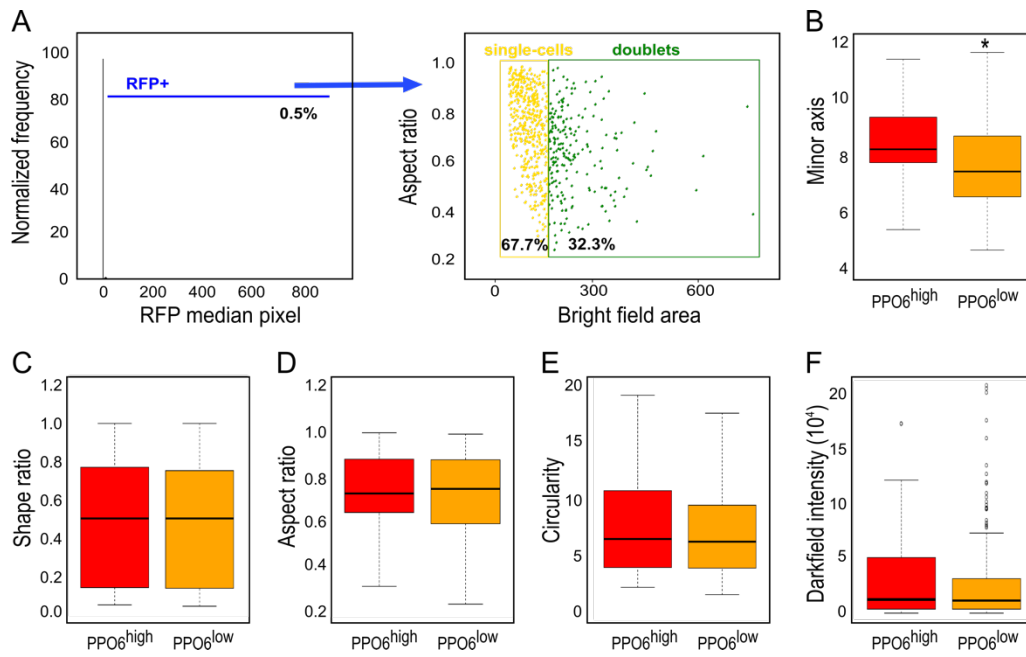 A
Normalized frequency
100
80
60
40
20
0
RFP+
0.5%
0 200 400 600 800
RFP median pixel
single-cells doublets
Aspect ratio
1.0
0.8
0.6
0.4
0.2
67.7% 32.3%
0 300 600
Bright field area
B
Minor axis
12
10
8
6
4
*
PPO6high PPO6low
C
Shape ratio
1.2
1.0
0.8
0.6
0.4
0.2
0.0
PPO6high PPO6low
D
Aspect ratio
1.2
1.0
0.8
0.6
0.4
0.2
PPO6high PPO6low
E
Circularity
20
15
10
5
0
PPO6high PPO6low
F
Darkfield intensity (10⁴)
20
15
10
5
0
PPO6high PPO6low